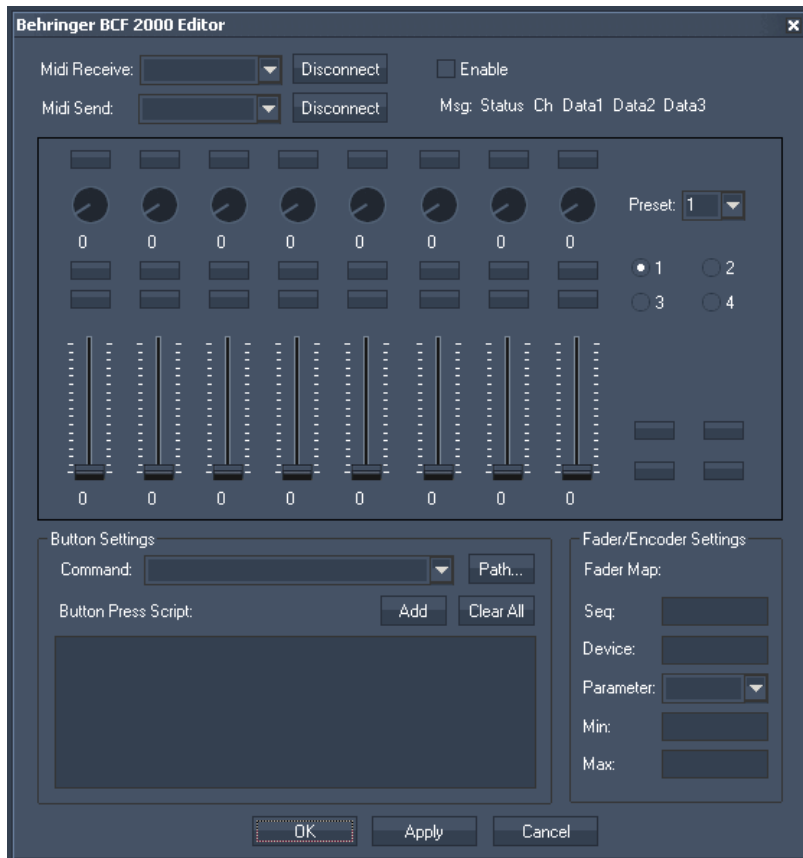 Behringer BCF 2000 Editor
Midi Receive: Disconnect Enable
Midi Send: Disconnect Msg: Status Ch Data1 Data2 Data3
Preset: 1
0 0 0 0 0 0 0 0
1 2
3 4
0 0 0 0 0 0 0 0
Button Settings
Command: Path...
Button Press Script: Add Clear All
Fader/Encoder Settings
Fader Map:
Seq:
Device:
Parameter:
Min:
Max:
OK Apply Cancel